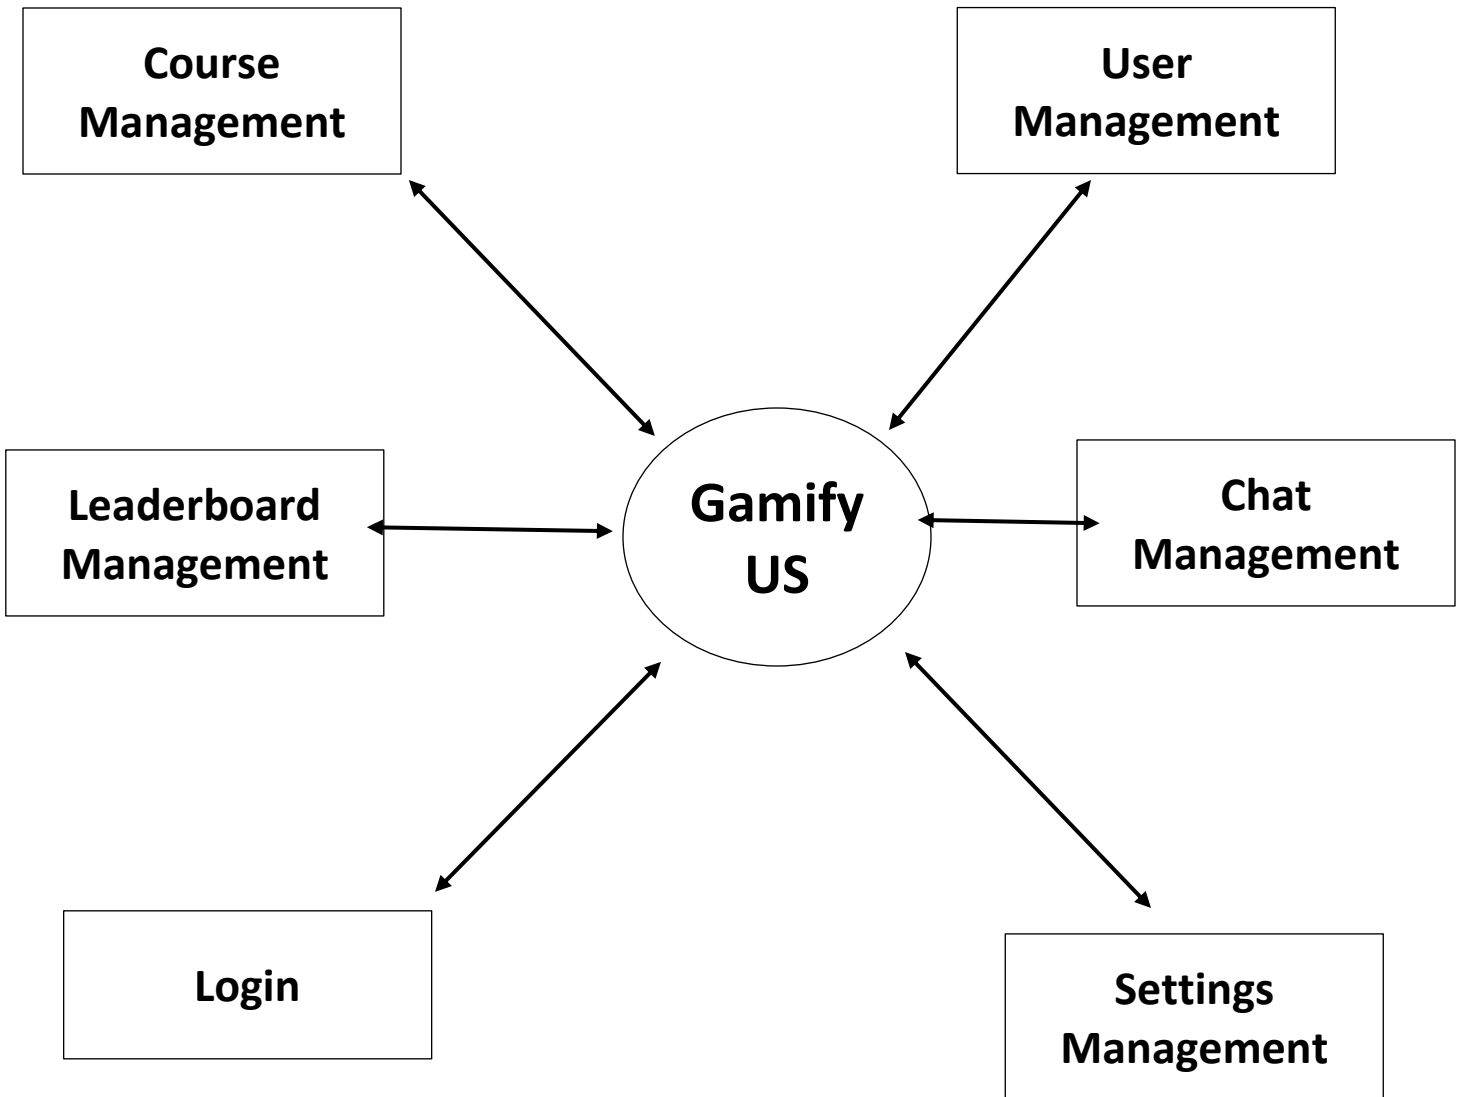 Course
Management
User
Management
Leaderboard
Management
Gamify
US
Chat
Management
Login
Settings
Management